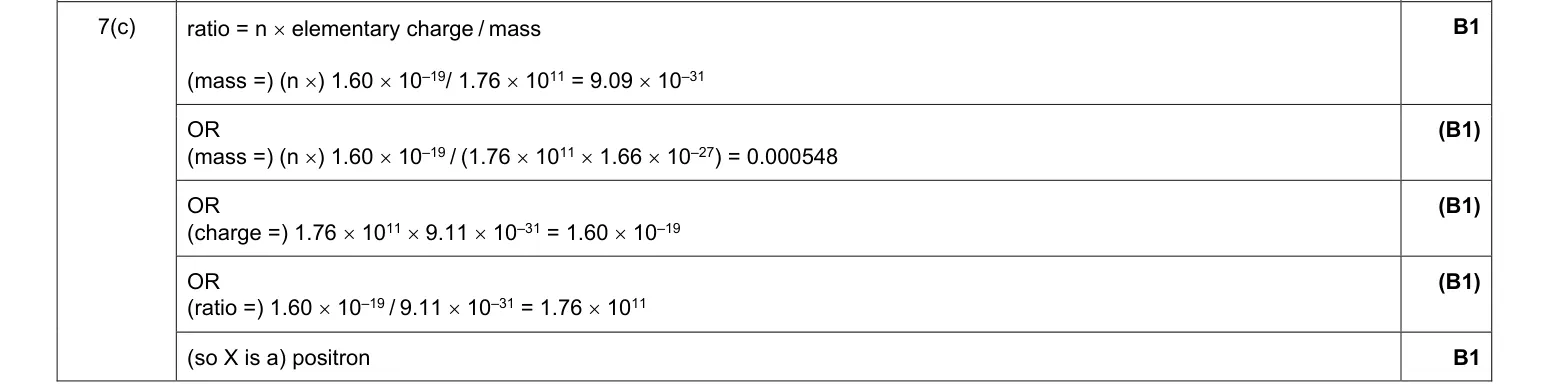 7(c) ratio = n × elementary charge / mass B1
(mass =) (n ×) 1.60 × 10⁻¹⁹/ 1.76 × 10¹¹ = 9.09 × 10⁻³¹
OR (B1)
(mass =) (n ×) 1.60 × 10⁻¹⁹ / (1.76 × 10¹¹ × 1.66 × 10⁻²⁷) = 0.000548
OR (B1)
(charge =) 1.76 × 10¹¹ × 9.11 × 10⁻³¹ = 1.60 × 10⁻¹⁹
OR (B1)
(ratio =) 1.60 × 10⁻¹⁹ / 9.11 × 10⁻³¹ = 1.76 × 10¹¹
(so X is a) positron B1